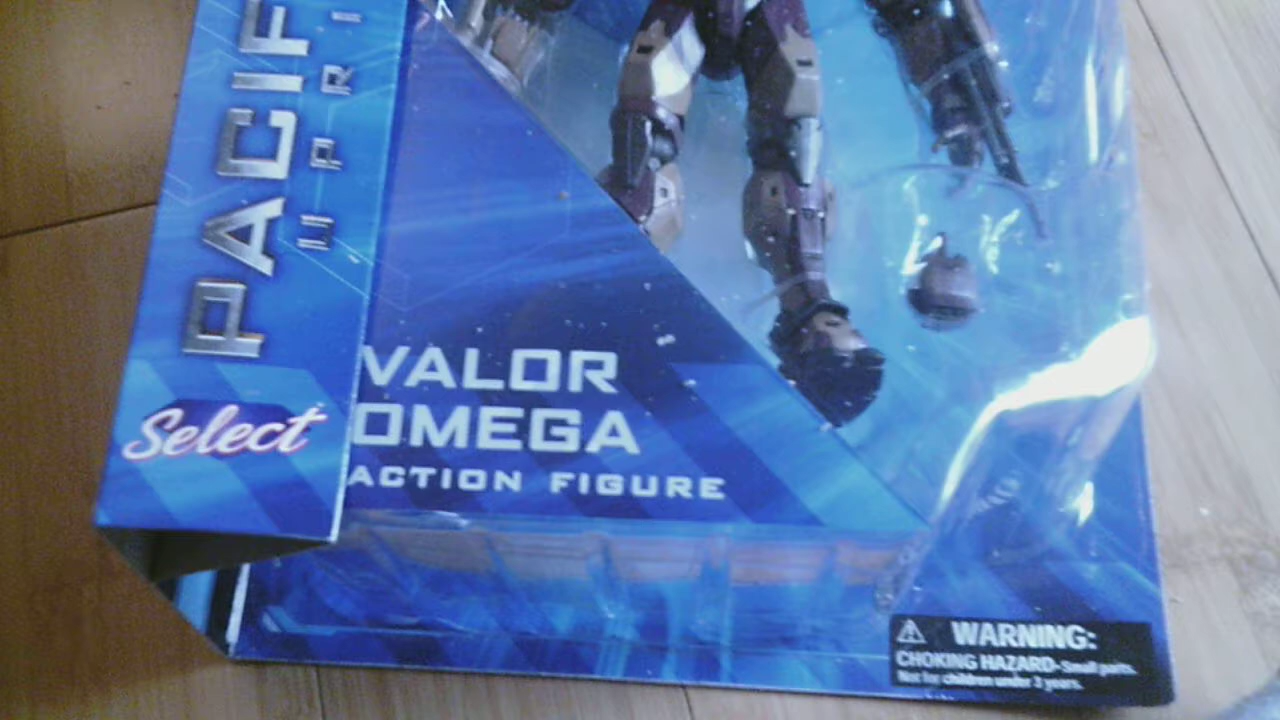 PACIF
UPRI
Select
VALOR
OMEGA
ACTION FIGURE
WARNING:
CHOKING HAZARD-Small parts.
Not for children under 3 years.